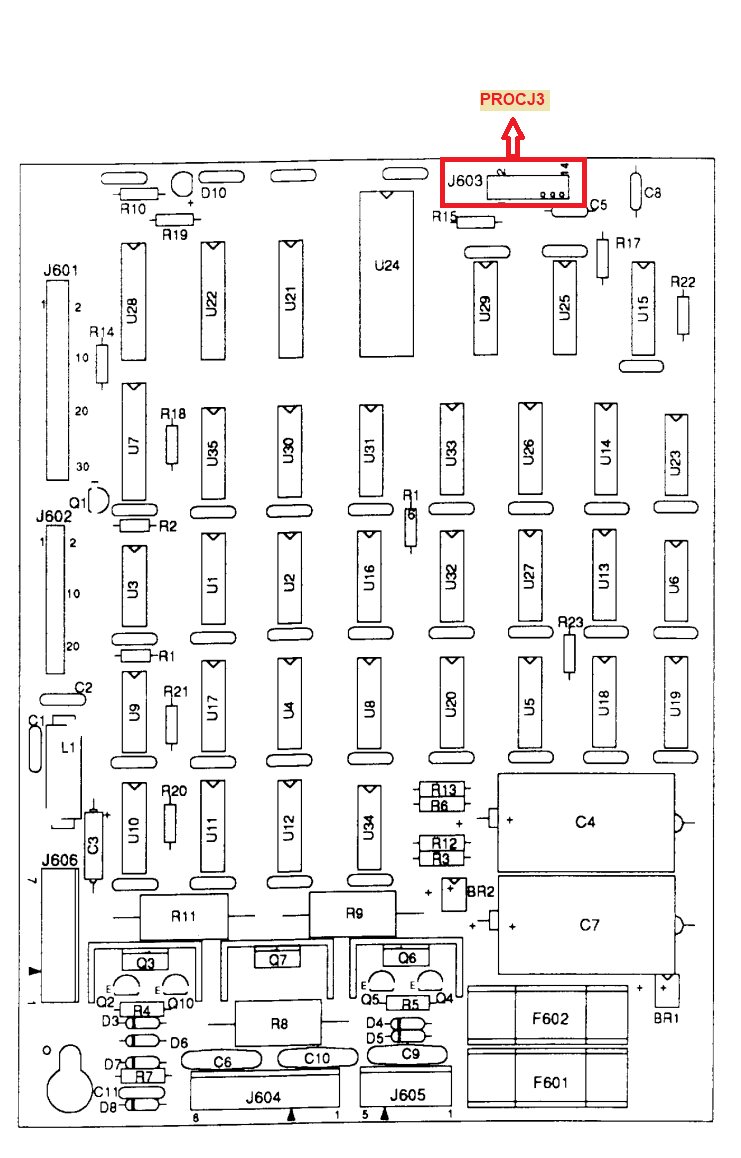 PROCJ3
J603 2 14
D10 R10 C8
R15 C5
R19 R17
U24
J601 R22
1 2 U28 U22 U21 U29 U25 U15
R14
10
20 R18
U7 U35 U30 U31 U33 U26 U14 U23
30
Q1 R16
J602 R2
1 2
U3 U1 U2 U16 U32 U27 U13 U6
10
R23
20 R1
C2 R21
U9 U17 U4 U8 U20 U5 U18 U19
C1
L1
R20 R13
+ R6
C3 U10 U11 U12 U34 + + C4
R12
R3
J606
7 BR2
+ +
R11 R9 + + C7
Q3 Q7 Q6
E E E E
1 Q2 Q10 Q5 R5 Q4 + +
R4 BR1
D3 R8 D4 F602
D6 D5
D7 C6 C10 C9
R7 F601
C11 J604 J605
D8
6 1 5 1